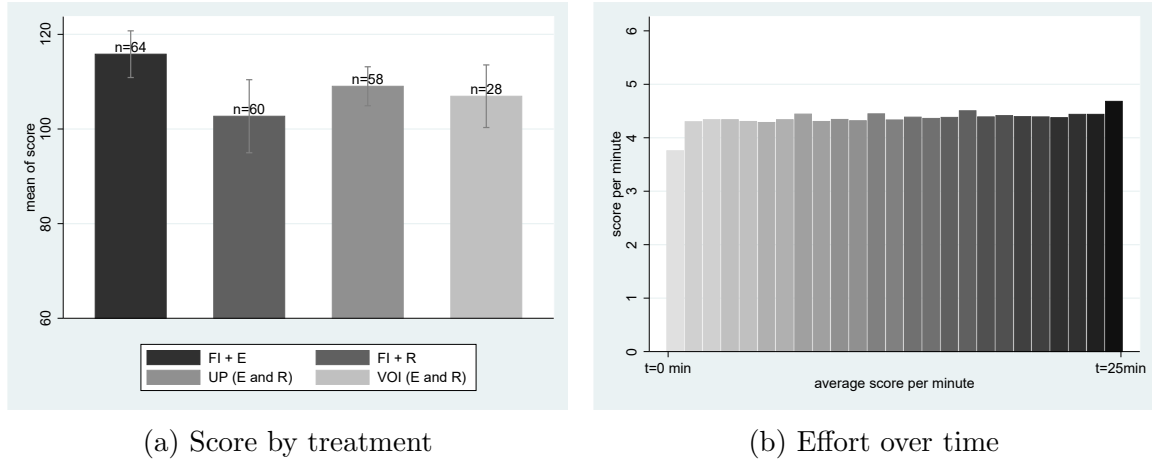 120
100
80
60
mean of score
n=64
n=60
n=58
n=28
FI + E
FI + R
UP (E and R)
VOI (E and R)
(a) Score by treatment
6
5
4
3
2
1
0
score per minute
t=0 min
t=25min
average score per minute
(b) Effort over time